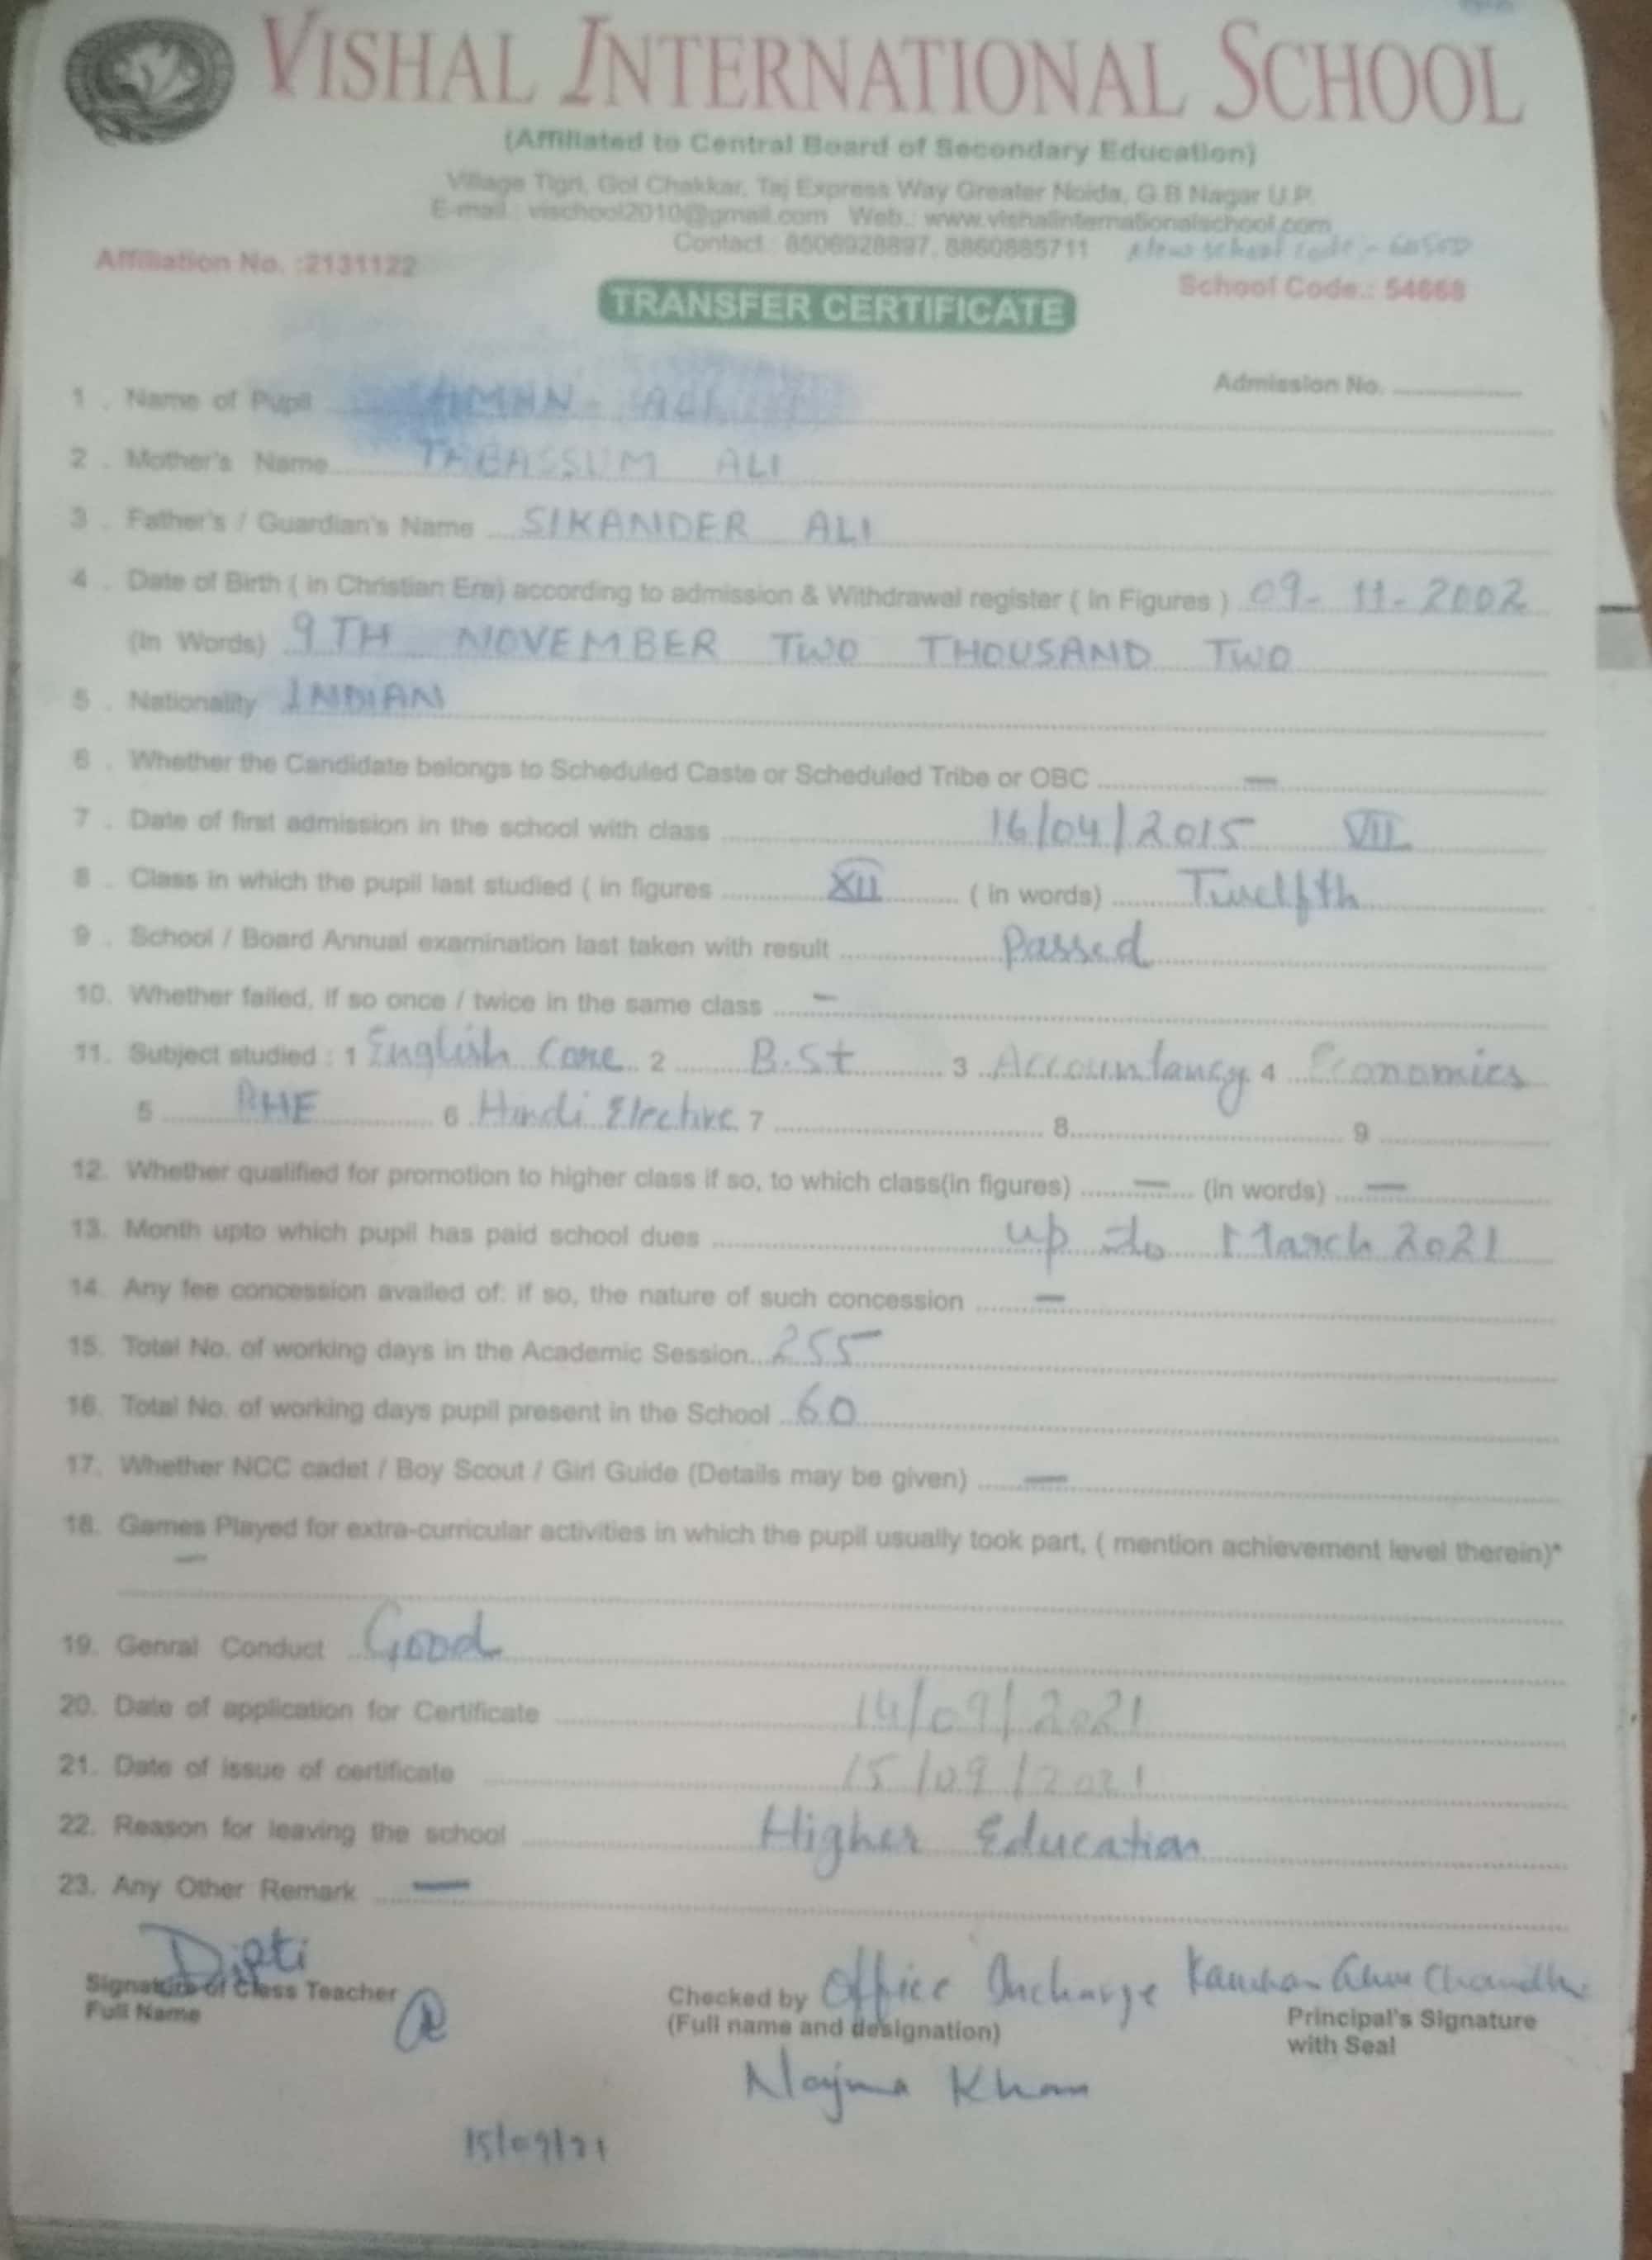 VISHAL INTERNATIONAL SCHOOL
(Affiliated to Central Board of Secondary Education)
Village Tigri, Gol Chakkar, Taj Express Way Greater Noida, G.B Nagar U.P.
E-mail : vischool2010@gmail.com Web.: www.vishalinternationalschool.com
Contact : 8506928897, 8860885711 New school code -
Affiliation No. :2131122 School Code.: 54668
TRANSFER CERTIFICATE
Admission No.
1 . Name of Pupil AMAN ALI
2 . Mother's Name TABASSUM ALI
3 . Father's / Guardian's Name SIKANDER ALI
4 . Date of Birth ( in Christian Era) according to admission & Withdrawal register ( In Figures ) 09-11-2002
(In Words) 9TH NOVEMBER TWO THOUSAND TWO
5 . Nationality INDIAN
6 . Whether the Candidate belongs to Scheduled Caste or Scheduled Tribe or OBC —
7 . Date of first admission in the school with class 16/04/2015 VII
8 . Class in which the pupil last studied ( in figures XII ( in words) Twelfth
9 . School / Board Annual examination last taken with result Passed
10. Whether failed, if so once / twice in the same class —
11. Subject studied : 1 English Core 2 B.St 3 Accountancy 4 Economics
5 PHE 6 Hindi Elective 7 8 9
12. Whether qualified for promotion to higher class if so, to which class(in figures) — (in words) —
13. Month upto which pupil has paid school dues up to March 2021
14. Any fee concession availed of: if so, the nature of such concession —
15. Total No. of working days in the Academic Session 255
16. Total No. of working days pupil present in the School 60
17. Whether NCC cadet / Boy Scout / Girl Guide (Details may be given) —
18. Games Played for extra-curricular activities in which the pupil usually took part, ( mention achievement level therein)*
—
19. Genral Conduct Good
20. Date of application for Certificate 14/09/2021
21. Date of issue of certificate 15/09/2021
22. Reason for leaving the school Higher Education
23. Any Other Remark —
Dipti
Signature of Class Teacher
Full Name
Checked by Office Incharge
(Full name and designation)
Najma Khan
Principal's Signature
with Seal
15/09/21